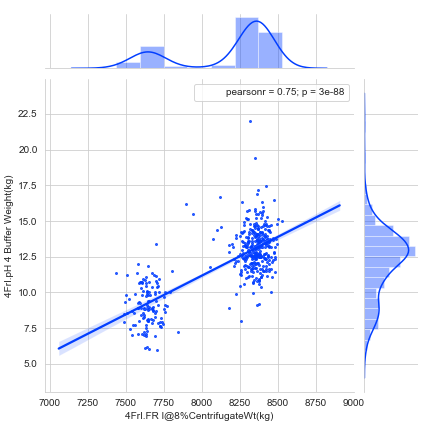 pearsonr = 0.75; p = 3e-88
22.5
20.0
17.5
15.0
12.5
10.0
7.5
5.0
4FrI.pH 4 Buffer Weight(kg)
7000 7250 7500 7750 8000 8250 8500 8750 9000
4FrI.FR I@8%CentrifugateWt(kg)